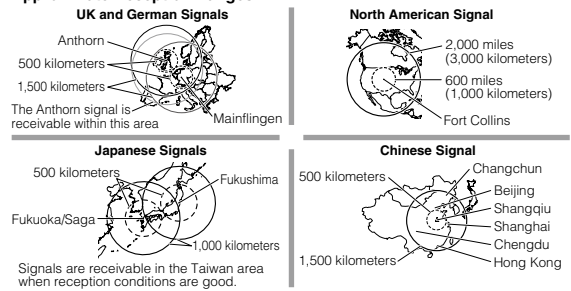 UK and German Signals
Anthorn
500 kilometers
1,500 kilometers
The Anthorn signal is
receivable within this area
Mainflingen
North American Signal
2,000 miles
(3,000 kilometers)
600 miles
(1,000 kilometers)
Fort Collins
Japanese Signals
500 kilometers
Fukushima
Fukuoka/Saga
1,000 kilometers
Signals are receivable in the Taiwan area
when reception conditions are good.
Chinese Signal
500 kilometers
Changchun
Beijing
Shangqiu
Shanghai
Chengdu
1,500 kilometers
Hong Kong